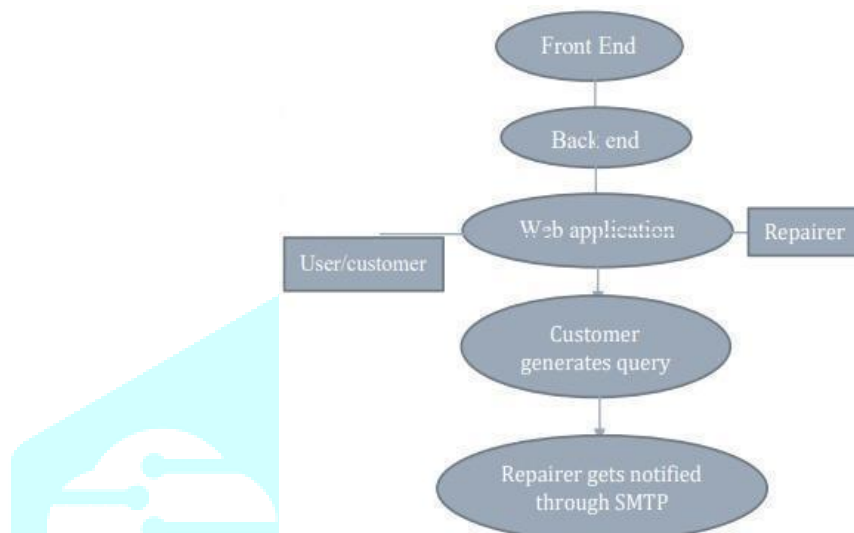 Front End
Back end
Web application
Repairer
User/customer
Customer
generates query
Repairer gets notified
through SMTP